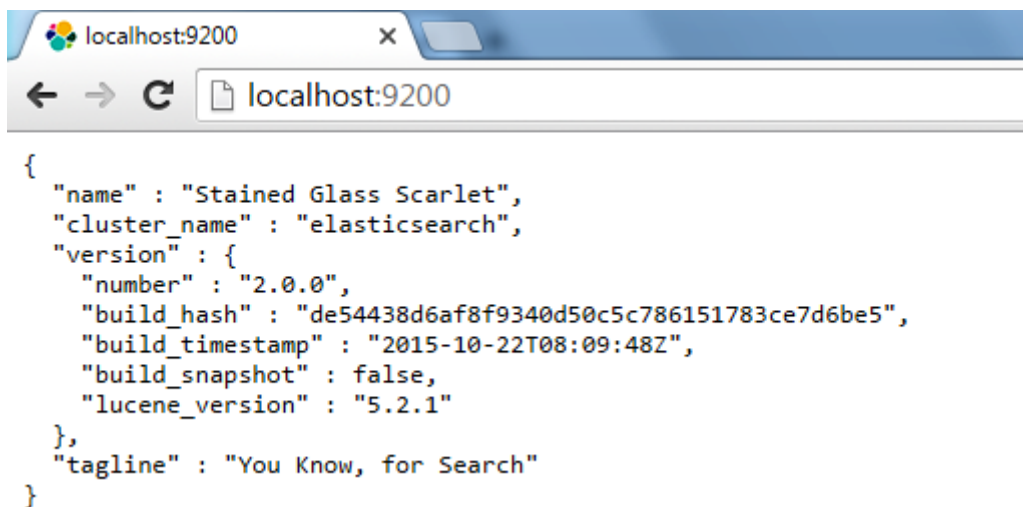 localhost:9200
localhost:9200
{
  "name" : "Stained Glass Scarlet",
  "cluster_name" : "elasticsearch",
  "version" : {
    "number" : "2.0.0",
    "build_hash" : "de54438d6af8f9340d50c5c786151783ce7d6be5",
    "build_timestamp" : "2015-10-22T08:09:48Z",
    "build_snapshot" : false,
    "lucene_version" : "5.2.1"
  },
  "tagline" : "You Know, for Search"
}